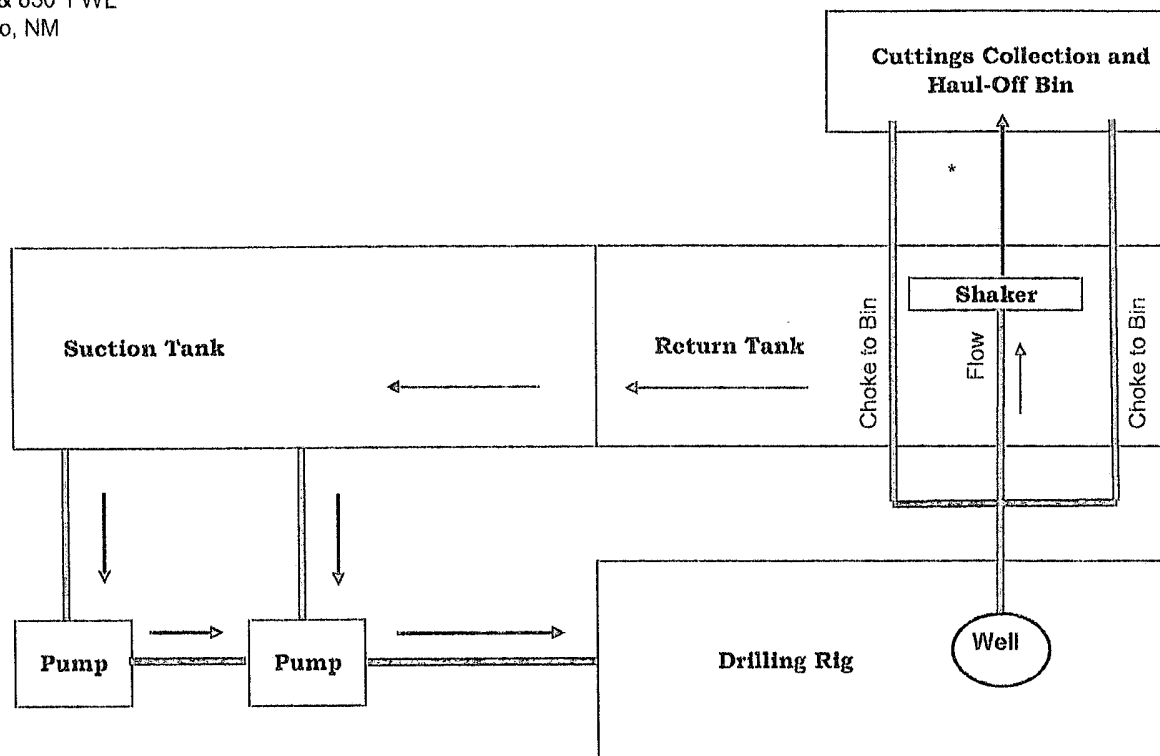 & 850' FWL
o, NM
Cuttings Collection and
Haul-Off Bin
*
Choke to Bin
Shaker
Flow
Choke to Bin
Suction Tank
Return Tank
Pump
Pump
Drilling Rig
Well